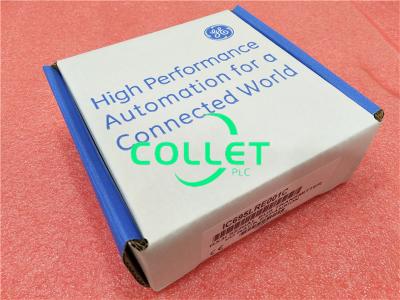 High Performance
Automation for a
Connected World
COLLET
PLC
IC695LRE001C